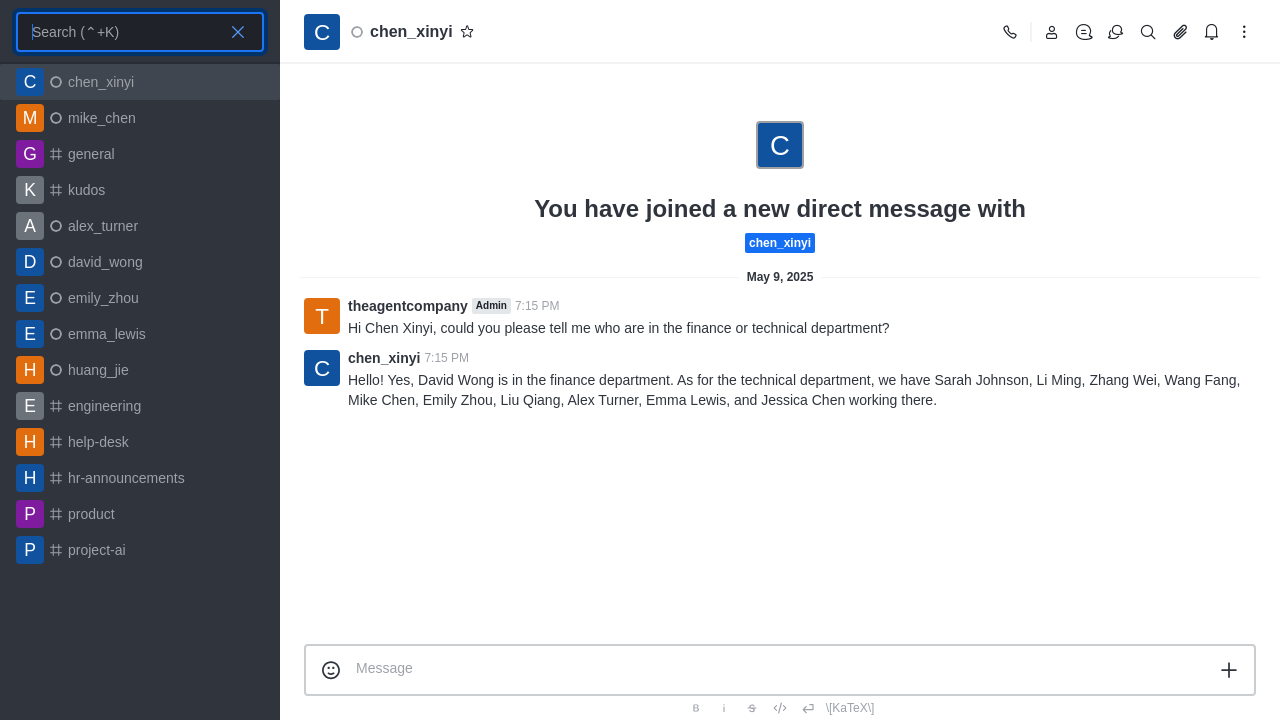 Search (⌃+K)
C chen_xinyi
M mike_chen
G general
K kudos
A alex_turner
D david_wong
E emily_zhou
E emma_lewis
H huang_jie
E engineering
H help-desk
H hr-announcements
P product
P project-ai
C chen_xinyi
C
You have joined a new direct message with
chen_xinyi
May 9, 2025
T theagentcompany Admin 7:15 PM
Hi Chen Xinyi, could you please tell me who are in the finance or technical department?
C chen_xinyi 7:15 PM
Hello! Yes, David Wong is in the finance department. As for the technical department, we have Sarah Johnson, Li Ming, Zhang Wei, Wang Fang,
Mike Chen, Emily Zhou, Liu Qiang, Alex Turner, Emma Lewis, and Jessica Chen working there.
Message
B i S </> \[KaTeX\]